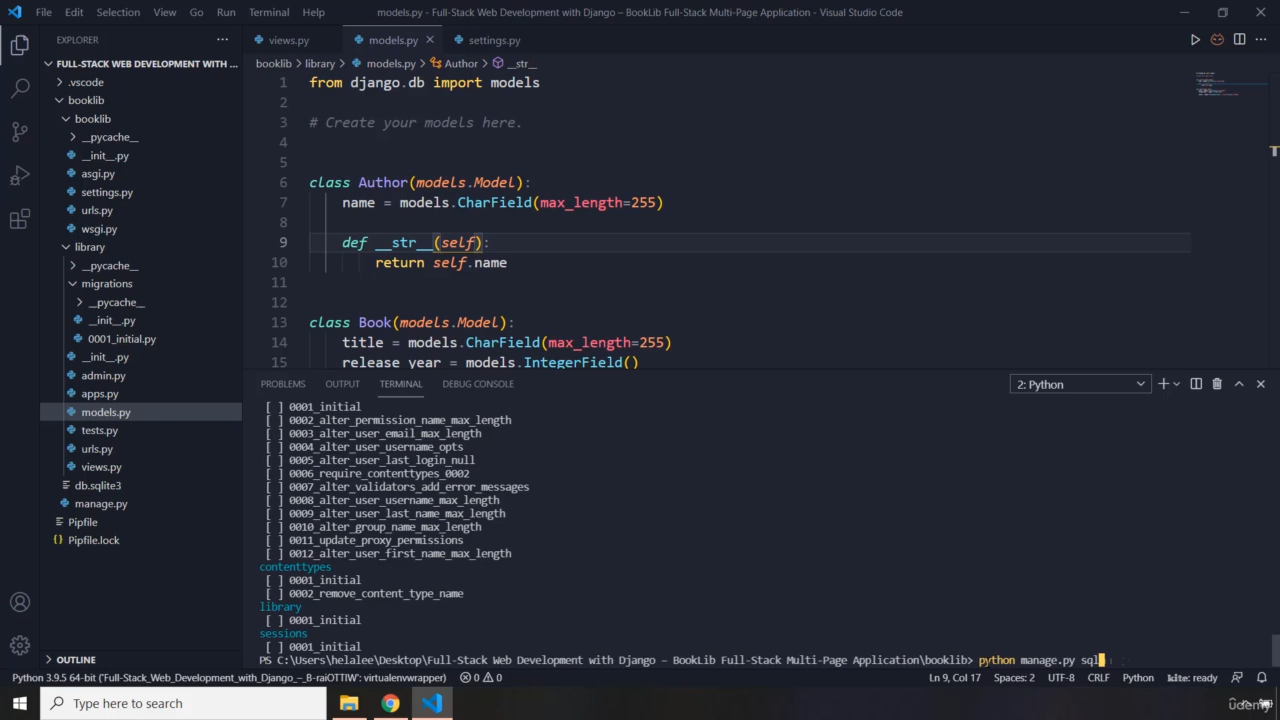 File Edit Selection View Go Run Terminal Help
models.py - Full-Stack Web Development with Django – BookLib Full-Stack Multi-Page Application - Visual Studio Code
EXPLORER
FULL-STACK WEB DEVELOPMENT WITH ...
.vscode
booklib
booklib
__pycache__
__init__.py
asgi.py
settings.py
urls.py
wsgi.py
library
__pycache__
migrations
__pycache__
__init__.py
0001_initial.py
__init__.py
admin.py
apps.py
models.py
tests.py
urls.py
views.py
db.sqlite3
manage.py
Pipfile
Pipfile.lock
OUTLINE
views.py models.py settings.py
booklib > library > models.py > Author > __str__
1 from django.db import models
2
3 # Create your models here.
4
5
6 class Author(models.Model):
7 name = models.CharField(max_length=255)
8
9 def __str__(self):
10 return self.name
11
12
13 class Book(models.Model):
14 title = models.CharField(max_length=255)
15 release_year = models.IntegerField()
PROBLEMS OUTPUT TERMINAL DEBUG CONSOLE
2: Python
[ ] 0001_initial
[ ] 0002_alter_permission_name_max_length
[ ] 0003_alter_user_email_max_length
[ ] 0004_alter_user_username_opts
[ ] 0005_alter_user_last_login_null
[ ] 0006_require_contenttypes_0002
[ ] 0007_alter_validators_add_error_messages
[ ] 0008_alter_user_username_max_length
[ ] 0009_alter_user_last_name_max_length
[ ] 0010_alter_group_name_max_length
[ ] 0011_update_proxy_permissions
[ ] 0012_alter_user_first_name_max_length
contenttypes
[ ] 0001_initial
[ ] 0002_remove_content_type_name
library
[ ] 0001_initial
sessions
[ ] 0001_initial
PS C:\Users\helalee\Desktop\Full-Stack Web Development with Django – BookLib Full-Stack Multi-Page Application\booklib> python manage.py sql
Python 3.9.5 64-bit ('Full-Stack_Web_Development_with_Django_–_B-raiOTTlW': virtualenvwrapper) 0 0 Ln 9, Col 17 Spaces: 2 UTF-8 CRLF Python kite: ready
Type here to search
Udemy